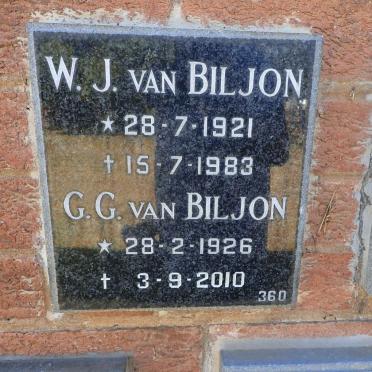 W. J. VAN BILJON
★ 28-7-1921
† 15-7-1983
G. G. VAN BILJON
★ 28-2-1926
† 3-9-2010
360